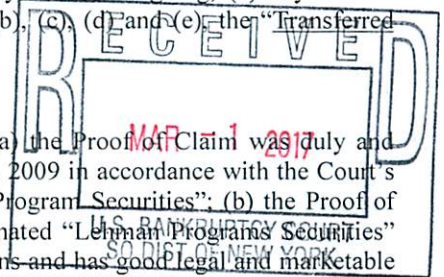 b), (c), (d) and (e), the "Transferred
RECEIVED
(a) the Proof of Claim was duly and
MAR - 1 2017
2009 in accordance with the Court's
Program Securities"; (b) the Proof of
nated "Lehman Programs Securities"
U.S. BANKRUPTCY COURT
SO DIST OF NEW YORK
ns and has good legal and marketable